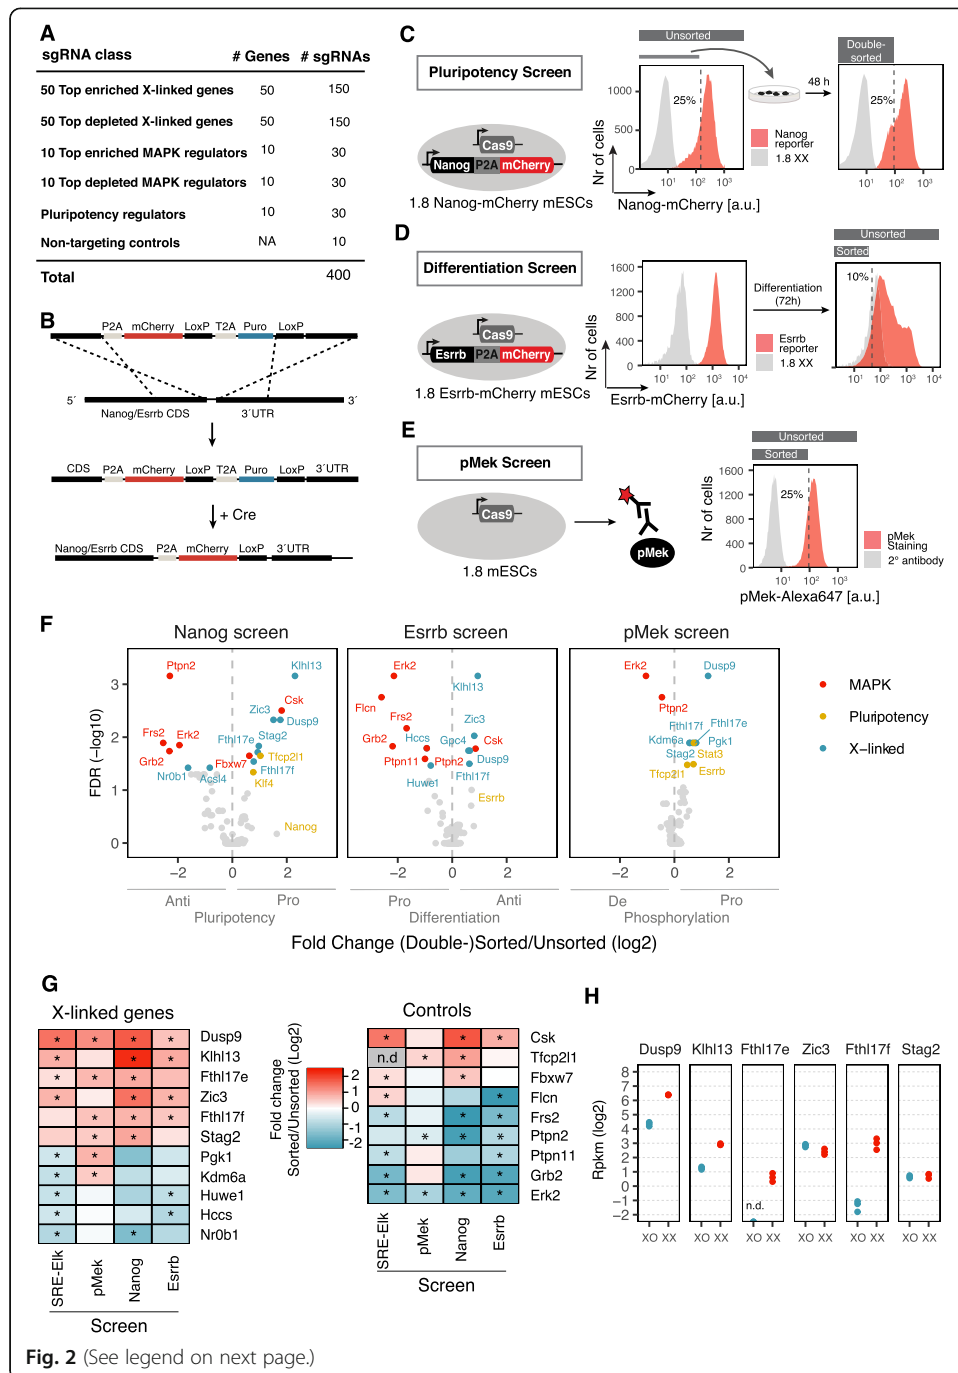 A
sgRNA class # Genes # sgRNAs
50 Top enriched X-linked genes 50 150
50 Top depleted X-linked genes 50 150
10 Top enriched MAPK regulators 10 30
10 Top depleted MAPK regulators 10 30
Pluripotency regulators 10 30
Non-targeting controls NA 10
Total 400
B
P2A mCherry LoxP T2A Puro LoxP
5´ 3´
Nanog/Esrrb CDS 3´UTR
CDS P2A mCherry LoxP T2A Puro LoxP 3´UTR
+ Cre
Nanog/Esrrb CDS P2A mCherry LoxP 3´UTR
C
Pluripotency Screen
Cas9
Nanog P2A mCherry
1.8 Nanog-mCherry mESCs
Unsorted
Nr of cells
1000
500
0
25%
10¹ 10² 10³
Nanog-mCherry [a.u.]
Nanog
reporter
1.8 XX
48 h
Double-
sorted
25%
10¹ 10² 10³
D
Differentiation Screen
Cas9
Esrrb P2A mCherry
1.8 Esrrb-mCherry mESCs
Nr of cells
1600
1200
800
400
0
10¹ 10² 10³ 10⁴
Esrrb-mCherry [a.u.]
Differentiation
(72h)
Esrrb
reporter
1.8 XX
Unsorted
Sorted
10%
10¹ 10² 10³ 10⁴
E
pMek Screen
Cas9
1.8 mESCs
pMek
Unsorted
Sorted
Nr of cells
1600
1200
800
400
0
25%
10¹ 10² 10³
pMek-Alexa647 [a.u.]
pMek
Staining
2° antibody
F
Nanog screen Esrrb screen pMek screen
FDR (−log10)
3
2
1
0
Ptpn2
Klhl13
Csk
Zic3
Dusp9
Frs2
Erk2
Stag2
Fthl17e
Grb2
Fbxw7
Tfcp2l1
Nr0b1
Acsl4
Fthl17f
Klf4
Nanog
−2 0 2
Anti Pro
Pluripotency
Erk2
Klhl13
Flcn
Frs2
Zic3
Grb2
Hccs
Gpc4
Csk
Ptpn11
Ptpn2
Dusp9
Huwe1
Fthl17f
Esrrb
−2 0 2
Pro Anti
Differentiation
Erk2
Dusp9
Ptpn2
Fthl17f
Fthl17e
Kdm6a
Pgk1
Stag2
Stat3
Tfcp2l1
Esrrb
−2 0 2
De Pro
Phosphorylation
MAPK
Pluripotency
X-linked
Fold Change (Double-)Sorted/Unsorted (log2)
G
X-linked genes
Dusp9 * * * *
Klhl13 * * *
Fthl17e * * *
Zic3 * * *
Fthl17f * * *
Stag2 * *
Pgk1 * *
Kdm6a * *
Huwe1 * *
Hccs * *
Nr0b1 * *
SRE-Elk pMek Nanog Esrrb
Screen
Fold change
Sorted/Unsorted (Log2)
2
1
0
-1
-2
Controls
Csk * * *
n.d Tfcp2l1 * *
Fbxw7 * *
Flcn * *
Frs2 * * *
Ptpn2 * * *
Ptpn11 * *
Grb2 * * *
Erk2 * * * *
SRE-Elk pMek Nanog Esrrb
Screen
H
Dusp9 Klhl13 Fthl17e Zic3 Fthl17f Stag2
Rpkm (log2)
8
7
6
5
4
3
2
1
0
−1
−2
n.d.
XO XX XO XX XO XX XO XX XO XX XO XX
Fig. 2 (See legend on next page.)